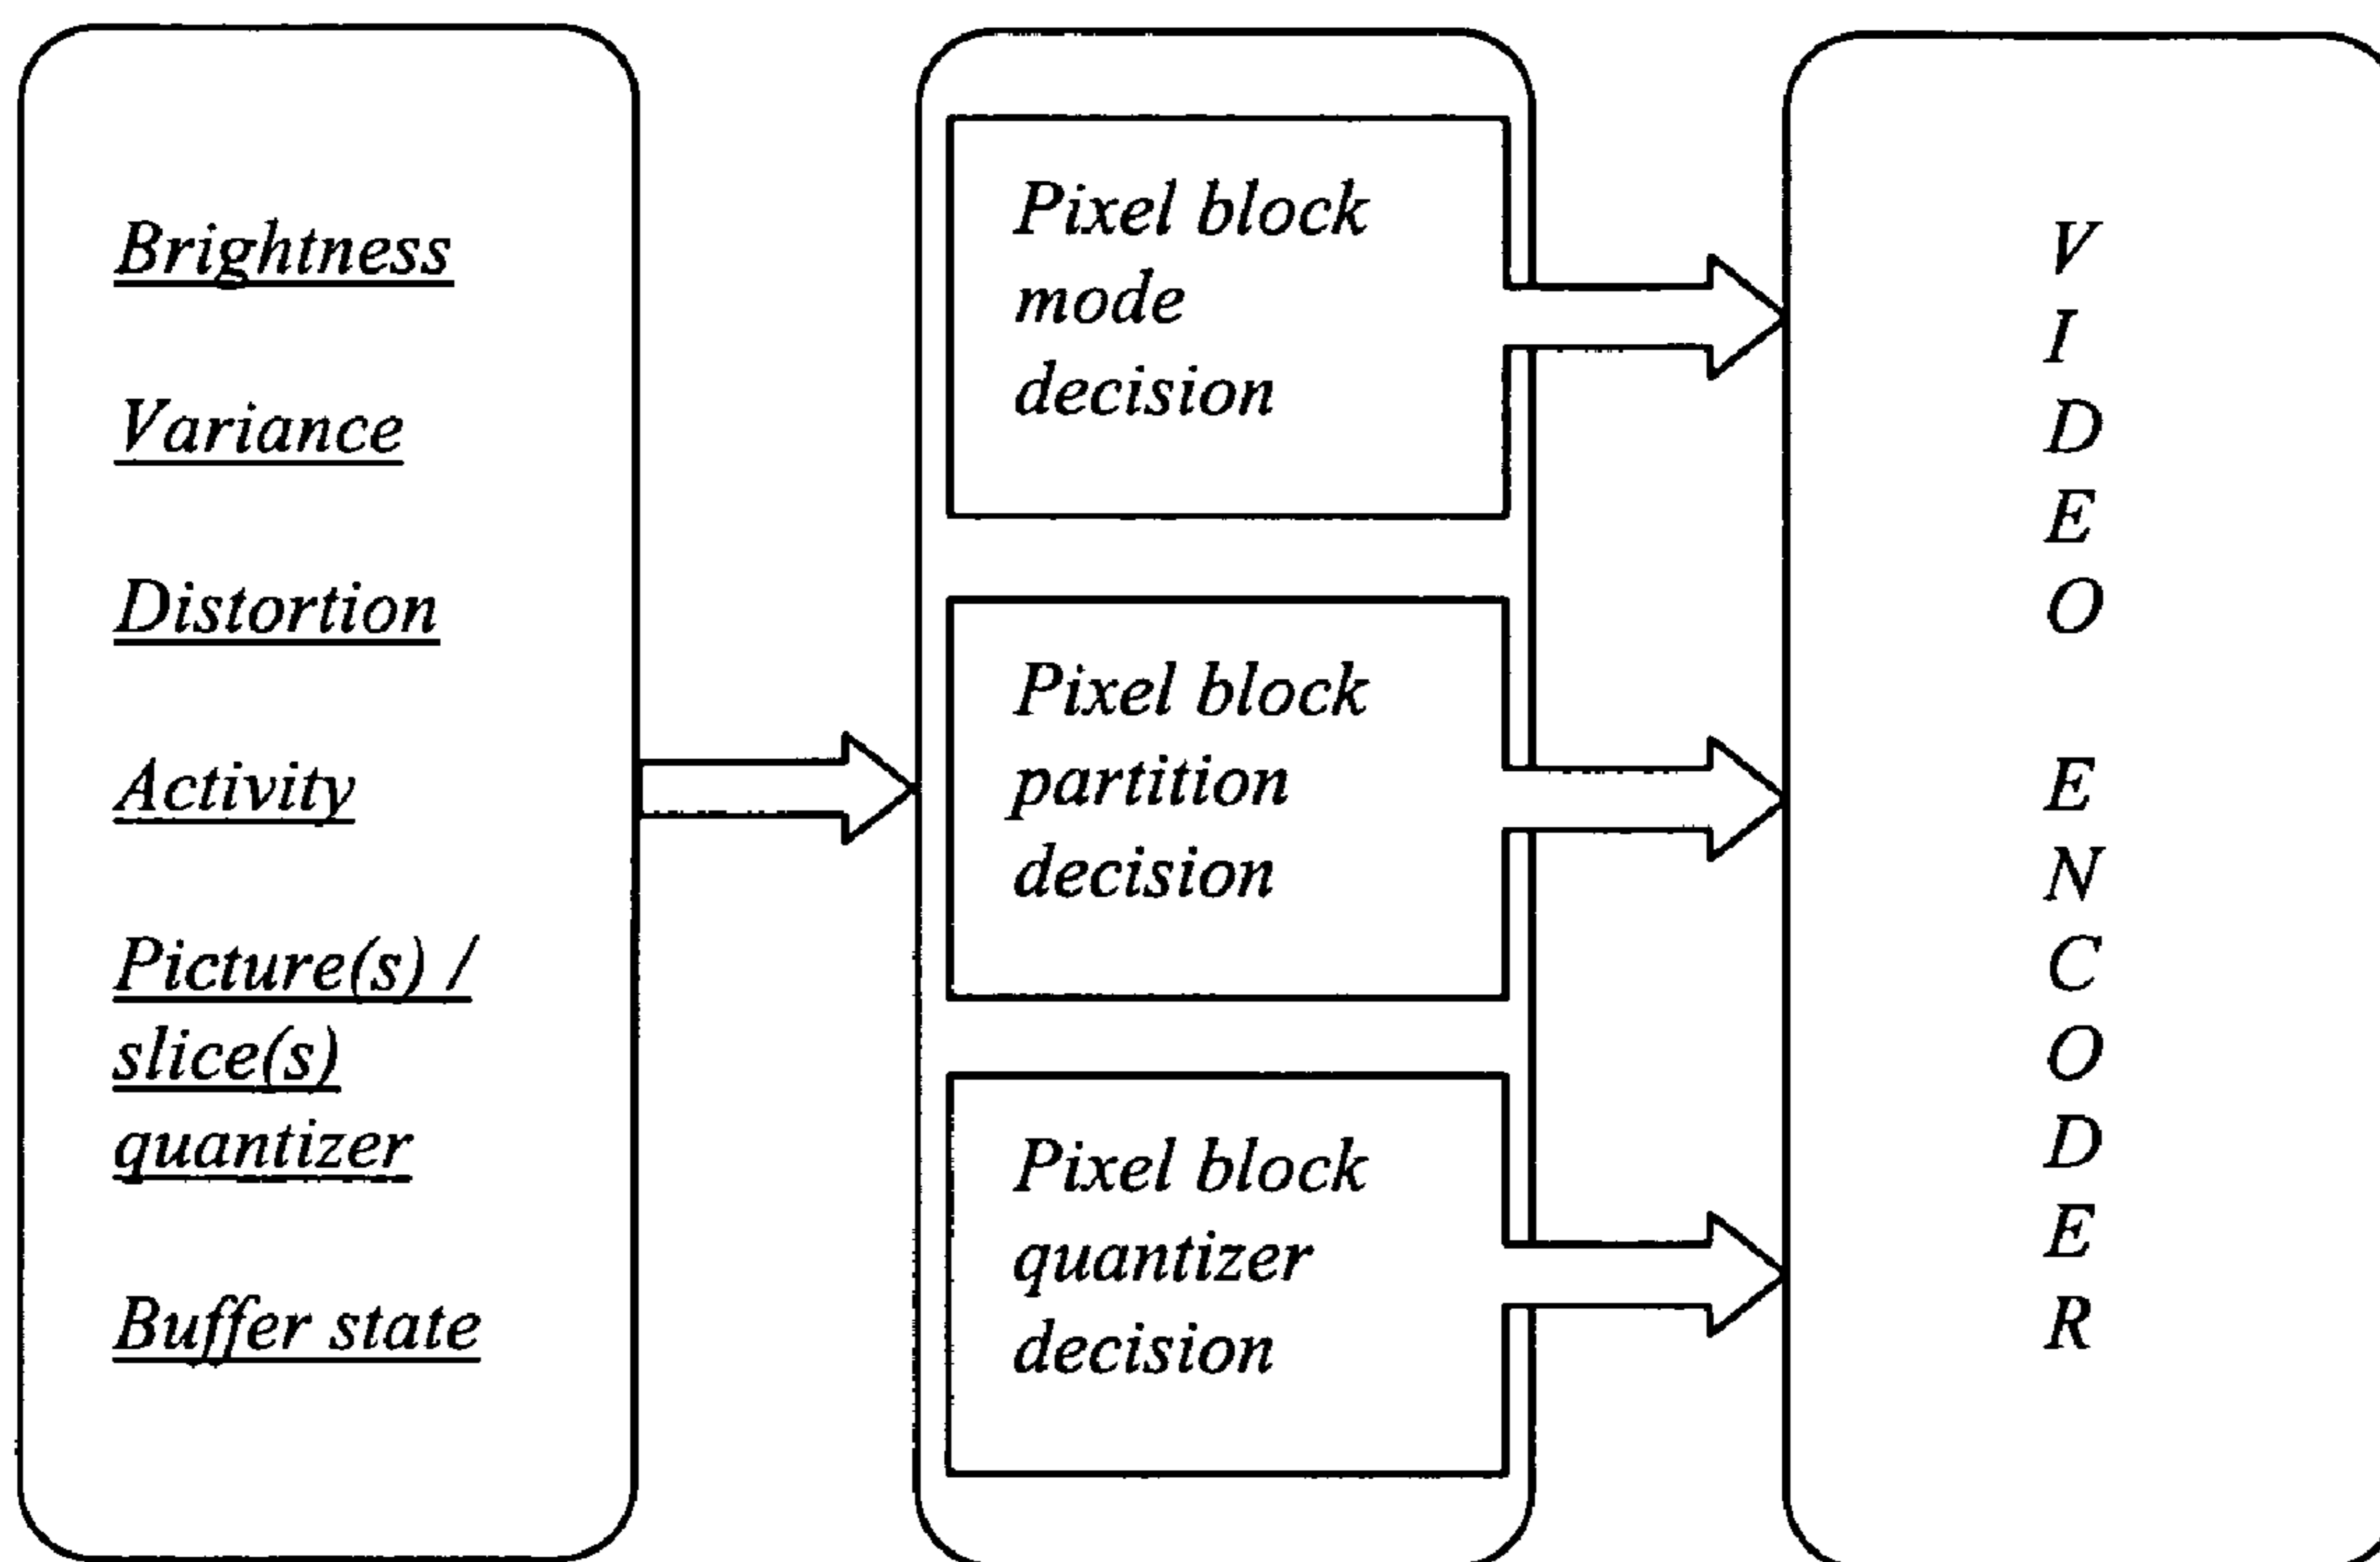 Brightness
Variance
Distortion
Activity
Picture(s) /
slice(s)
quantizer
Buffer state
Pixel block
mode
decision
Pixel block
partition
decision
Pixel block
quantizer
decision
V
I
D
E
O
E
N
C
O
D
E
R